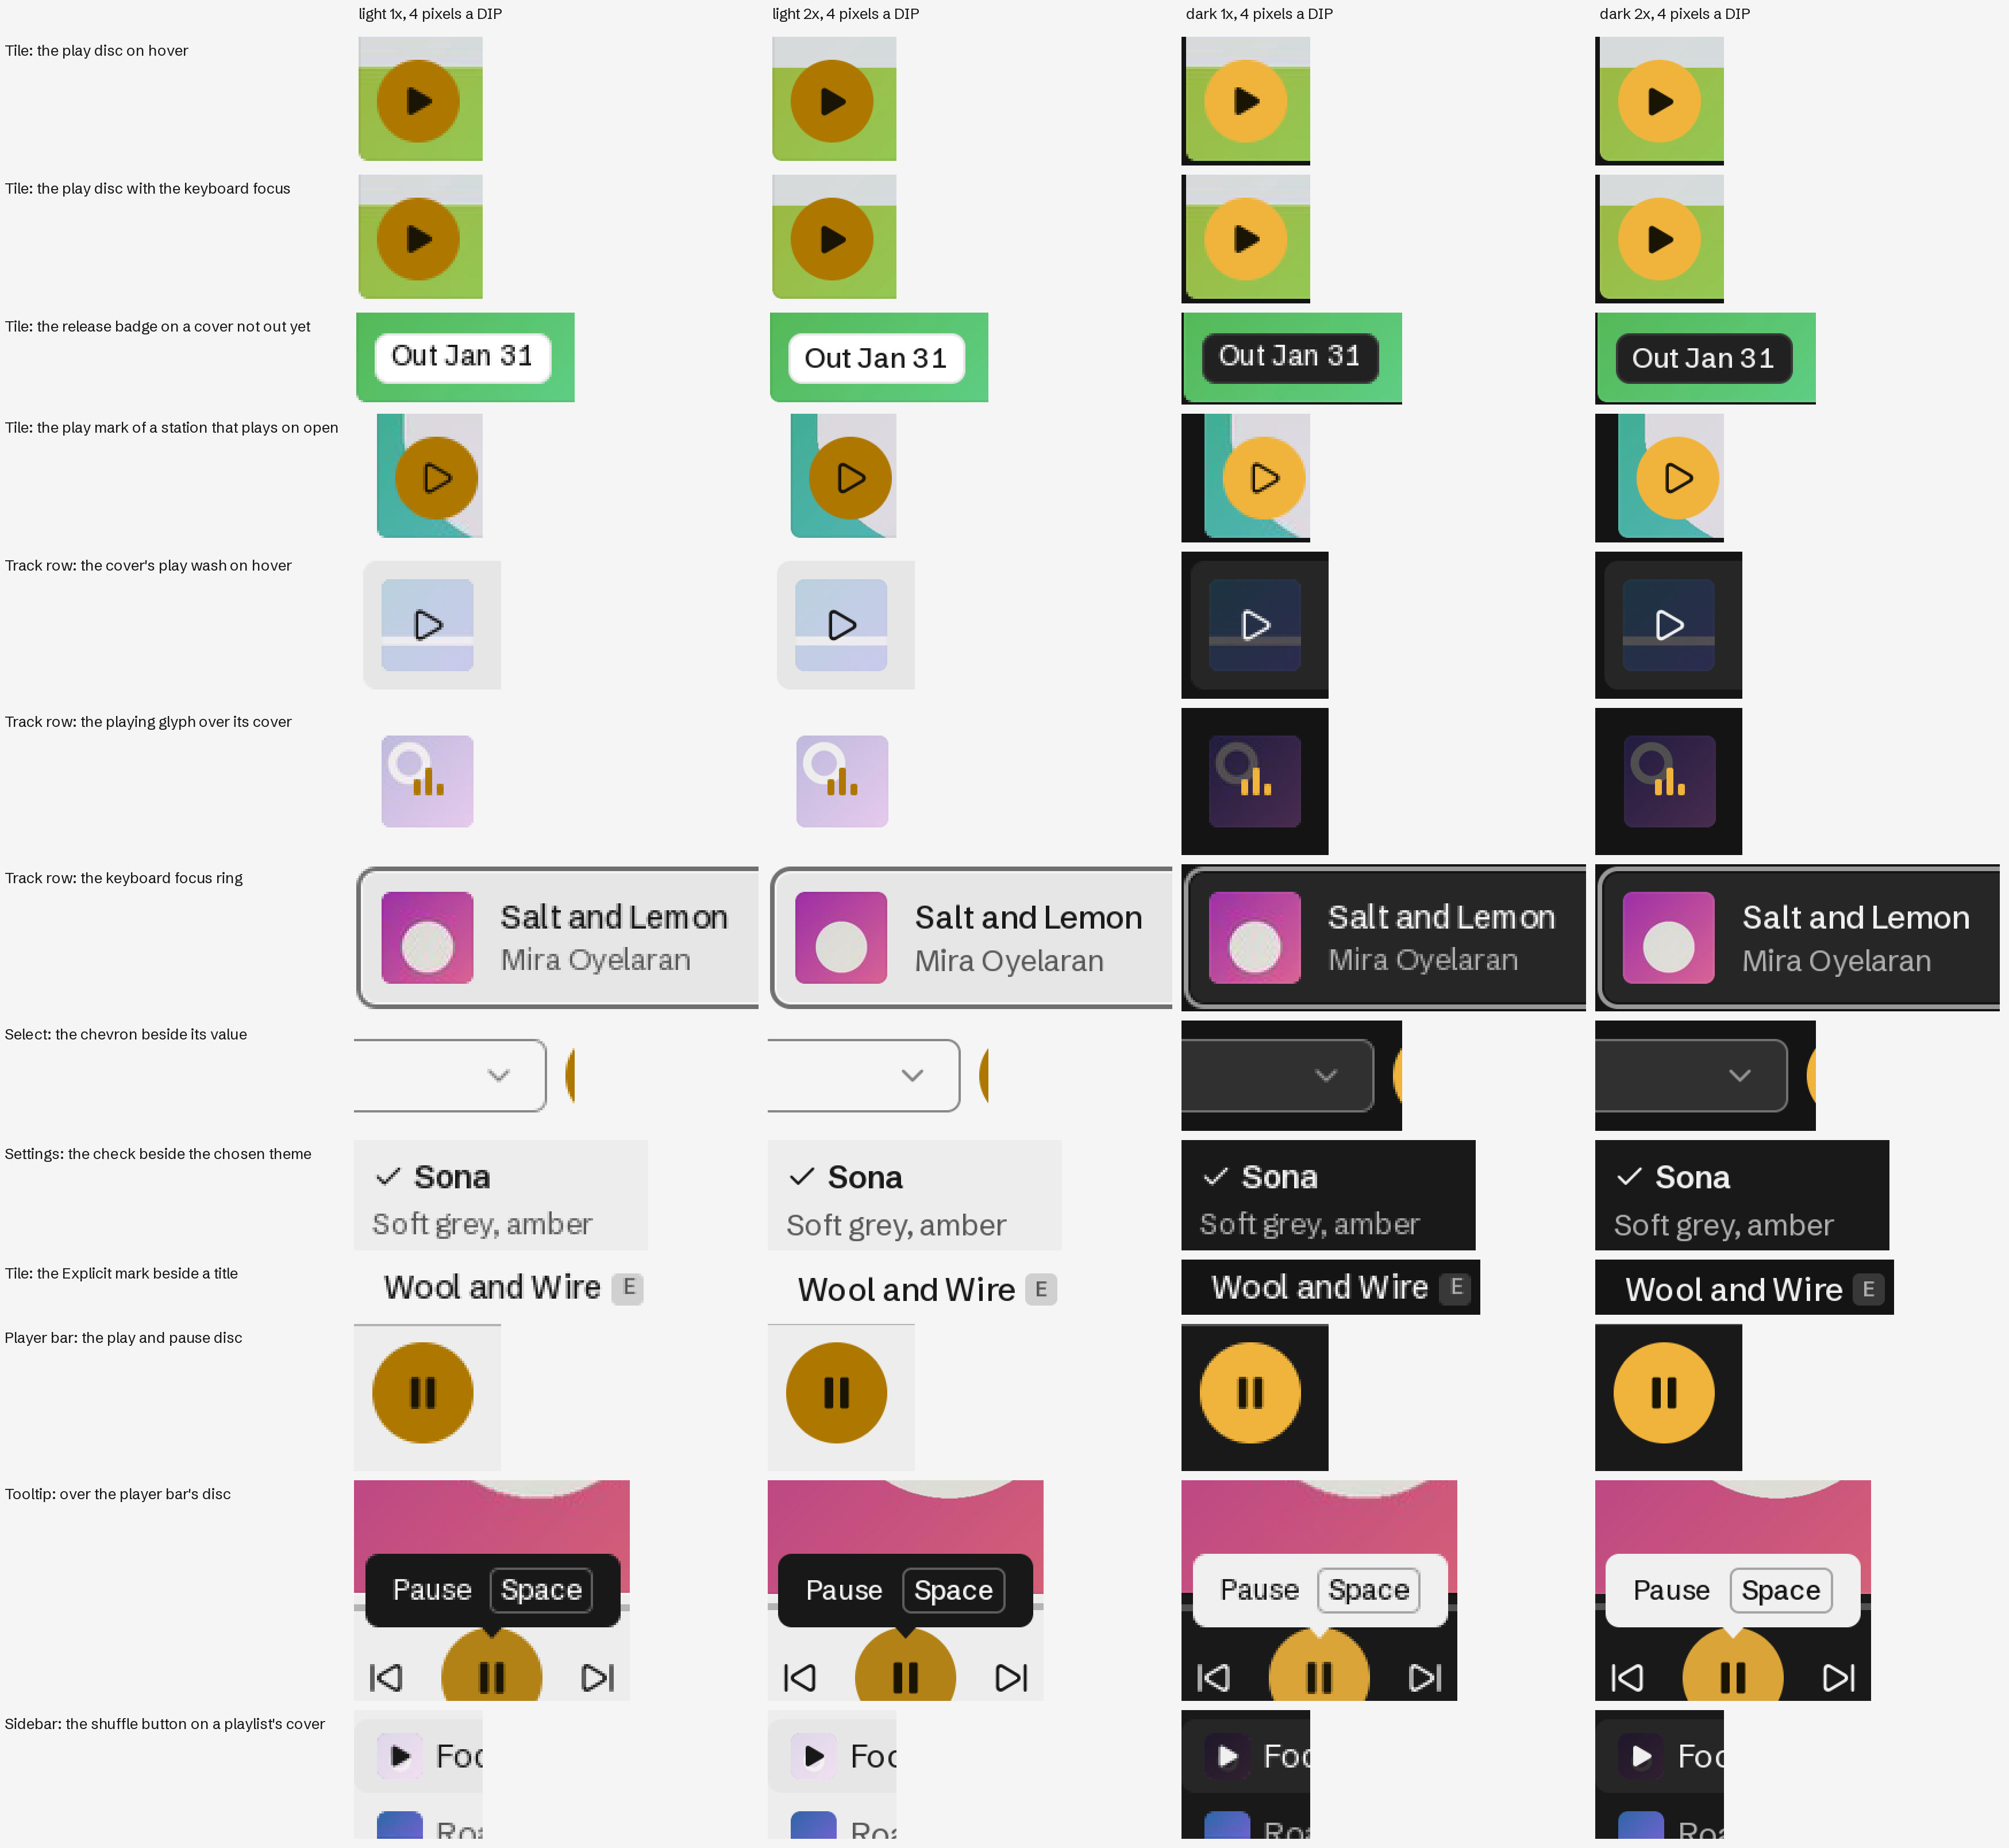 light 1x, 4 pixels a DIP light 2x, 4 pixels a DIP dark 1x, 4 pixels a DIP dark 2x, 4 pixels a DIP
Tile: the play disc on hover
Tile: the play disc with the keyboard focus
Tile: the release badge on a cover not out yet
Out Jan 31 Out Jan 31 Out Jan 31 Out Jan 31
Tile: the play mark of a station that plays on open
Track row: the cover's play wash on hover
Track row: the playing glyph over its cover
Track row: the keyboard focus ring
Salt and Lemon Salt and Lemon Salt and Lemon Salt and Lemon
Mira Oyelaran Mira Oyelaran Mira Oyelaran Mira Oyelaran
Select: the chevron beside its value
Settings: the check beside the chosen theme
Sona Sona Sona Sona
Soft grey, amber Soft grey, amber Soft grey, amber Soft grey, amber
Tile: the Explicit mark beside a title
Wool and Wire E Wool and Wire E Wool and Wire E Wool and Wire E
Player bar: the play and pause disc
Tooltip: over the player bar's disc
Pause Space Pause Space Pause Space Pause Space
Sidebar: the shuffle button on a playlist's cover